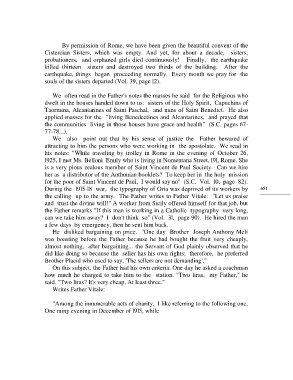 By permission of Rome, we have been given the beautiful convent of the
Cistercian Sisters, which was empty. And yet, for about a decade, sisters,
probationers, and orphaned girls died continuously! Finally, the earthquake
killed thirteen sisters and destroyed two thirds of the building. After the
earthquake, things began proceeding normally. Every month we pray for the
souls of the sisters departed (Vol. 39, page 12).
We often read in the Father's notes the masses he said for the Religious who
dwelt in the houses handed down to us: sisters of the Holy Spirit, Capuchins of
Taormina, Alcantarines of Saint Paschal, and nuns of Saint Benedict. He also
applied masses for the "living Benedectines and Alcantarines, and prayed that
the communities living in those houses have grace and health" (S.C. pages 67-
77-78...).
We also point out that by his sense of justice the Father bewared of
attracting to him the persons who were working in the apostolate. We read in
his notes: "While traveling by trolley in Rome in the evening of October 26,
1925, I met Ms. Belloni Emily who is living in Nomentana Street, 191, Rome. She
is a very zealous member of Saint Vincent de Paul Society. Can we hire
her as a distributor of the Anthonian booklets? To keep her in the holy mission
for the poor of Saint Vincent de Paul, I would say no" (S.C. Vol. 10, page 82).
During the 1915-18 war. the typography of Oria was deprived of its workers by
the calling up to the army. The Father writes to Father Vitale: "Let us praise
and trust the divine will!" A worker from Sicily offered himself for that job, but
the Father remarks "If this man is working in a Catholic typography very long,
can we take him away? I don't think so" (Vol. 31, page 90). He hired the man
a few days by emergency, then he sent him back.
He disliked bargaining on price. "One day Brother Joseph Anthony Meli
was boasting before the Father because he had bought the fruit very cheaply,
almost nothing, after bargaining... the Servant of God plainly observed that he
did like doing so because the seller has his own rights; therefore, he preferred
Brother Placid who used to say, 'The sellers are not demanding'."
On this subject, the Father had his own criteria. One day he asked a coachman
how much he charged to take him to the station. "Two liras, my Father," he
said. "Two liras? It's very cheap. At least three."
Writes Father Vitale:
"Among the innumerable acts of charity, I like referring to the following one.
One rainy evening in December of 1915, while